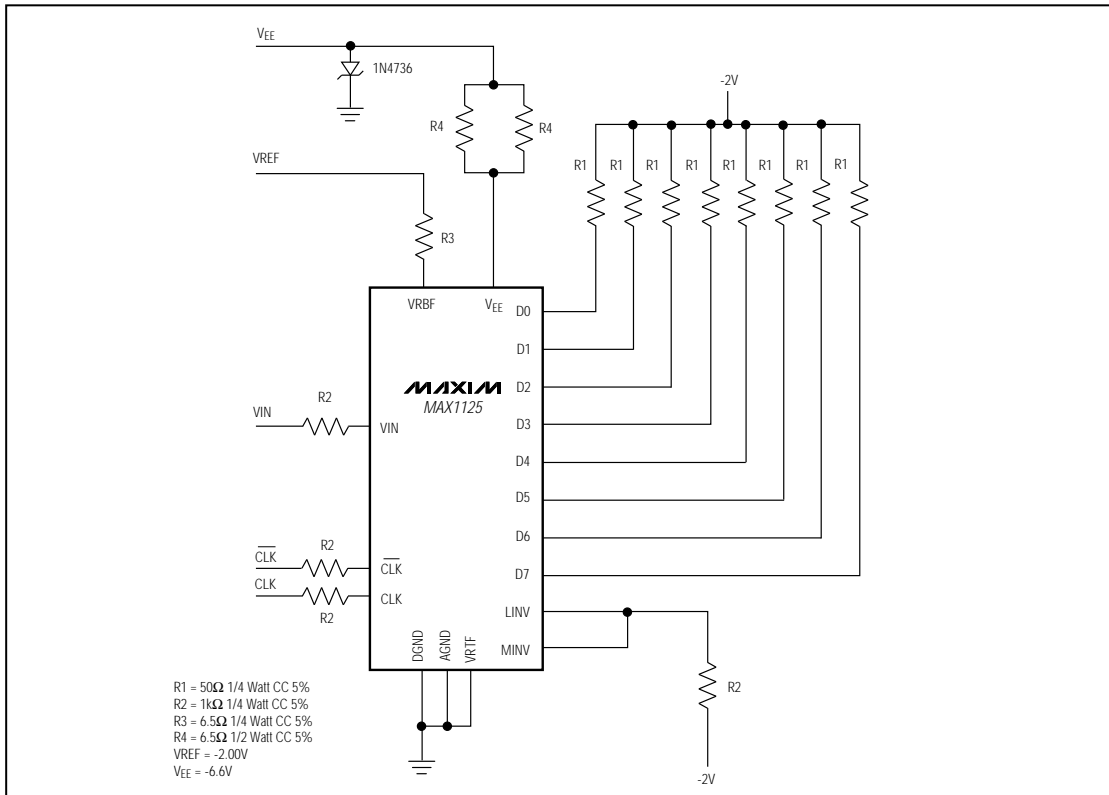 VEE
1N4736
R4
R4
-2V
R1
R1
R1
R1
R1
R1
R1
R1
VREF
R3
VRBF
VEE
D0
D1
MAXIM
MAX1125
D2
D3
D4
D5
D6
D7
VIN
R2
VIN
CLK
R2
CLK
CLK
CLK
R2
LINV
MINV
DGND
AGND
VRTF
R2
-2V
R1 = 50Ω 1/4 Watt CC 5%
R2 = 1kΩ 1/4 Watt CC 5%
R3 = 6.5Ω 1/4 Watt CC 5%
R4 = 6.5Ω 1/2 Watt CC 5%
VREF = -2.00V
VEE = -6.6V